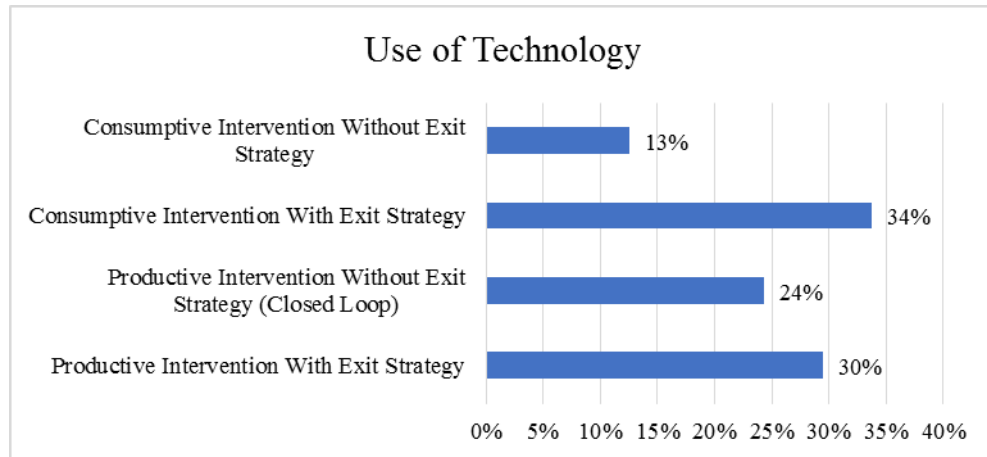 Use of Technology
Consumptive Intervention Without Exit
Strategy
13%
Consumptive Intervention With Exit Strategy
34%
Productive Intervention Without Exit
Strategy (Closed Loop)
24%
Productive Intervention With Exit Strategy
30%
0% 5% 10% 15% 20% 25% 30% 35% 40%